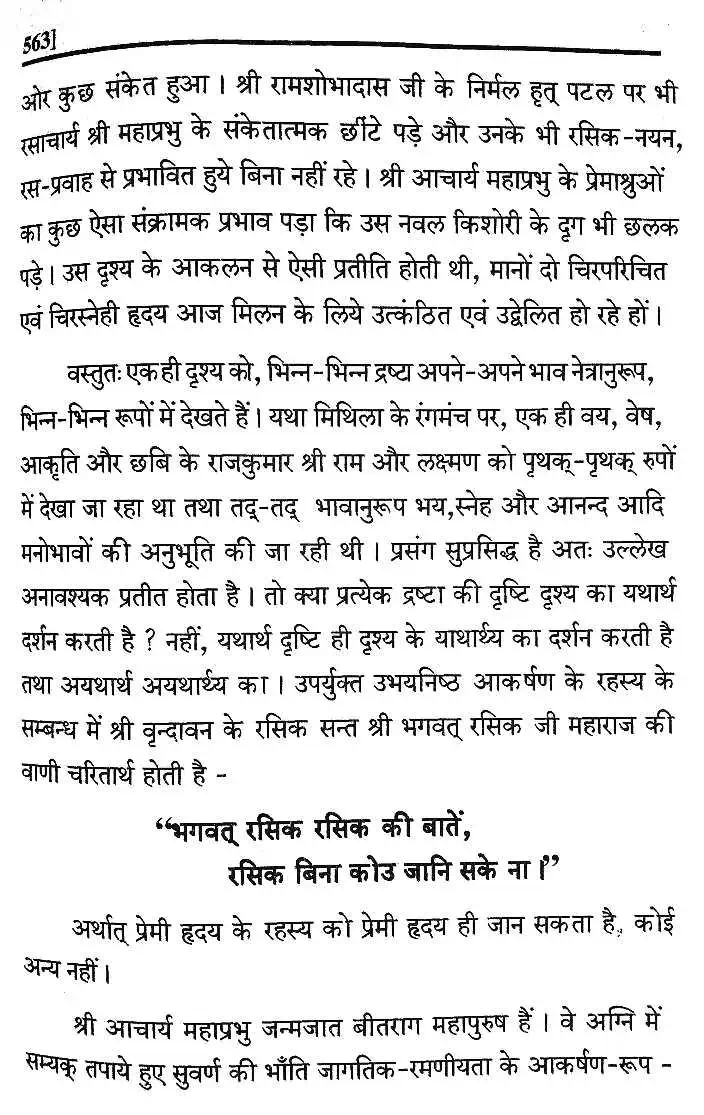 563]
ओर कुछ संकेत हुआ। श्री रामशोभादास जी के निर्मल हृत् पटल पर भी
रसाचार्य श्री महाप्रभु के संकेतात्मक छींटे पड़े और उनके भी रसिक-नयन,
रस-प्रवाह से प्रभावित हुये बिना नहीं रहे। श्री आचार्य महाप्रभु के प्रेमाश्रुओं
का कुछ ऐसा संक्रामक प्रभाव पड़ा कि उस नवल किशोरी के दृग भी छलक
पड़े। उस दृश्य के आकलन से ऐसी प्रतीति होती थी, मानों दो चिरपरिचित
एवं चिरस्नेही हृदय आज मिलन के लिये उत्कंठित एवं उद्वेलित हो रहे हों।
वस्तुतः एक ही दृश्य को, भिन्न-भिन्न द्रष्टा अपने-अपने भाव नेत्रानुरूप,
भिन्न-भिन्न रूपों में देखते हैं। यथा मिथिला के रंगमंच पर, एक ही वय, वेष,
आकृति और छबि के राजकुमार श्री राम और लक्ष्मण को पृथक्-पृथक् रुपों
में देखा जा रहा था तथा तद्-तद् भावानुरूप भय,स्नेह और आनन्द आदि
मनोभावों की अनुभूति की जा रही थी। प्रसंग सुप्रसिद्ध है अतः उल्लेख
अनावश्यक प्रतीत होता है। तो क्या प्रत्येक द्रष्टा की दृष्टि दृश्य का यथार्थ
दर्शन करती है ? नहीं, यथार्थ दृष्टि ही दृश्य के याथार्थ्य का दर्शन करती है
तथा अयथार्थ अयथार्थ्य का। उपर्युक्त उभयनिष्ठ आकर्षण के रहस्य के
सम्बन्ध में श्री वृन्दावन के रसिक सन्त श्री भगवत् रसिक जी महाराज की
वाणी चरितार्थ होती है -
“भगवत् रसिक रसिक की बातें,
रसिक बिना कोउ जानि सके ना।”
अर्थात् प्रेमी हृदय के रहस्य को प्रेमी हृदय ही जान सकता है, कोई
अन्य नहीं।
श्री आचार्य महाप्रभु जन्मजात बीतराग महापुरुष हैं। वे अग्नि में
सम्यक् तपाये हुए सुवर्ण की भाँति जागतिक-रमणीयता के आकर्षण-रूप -